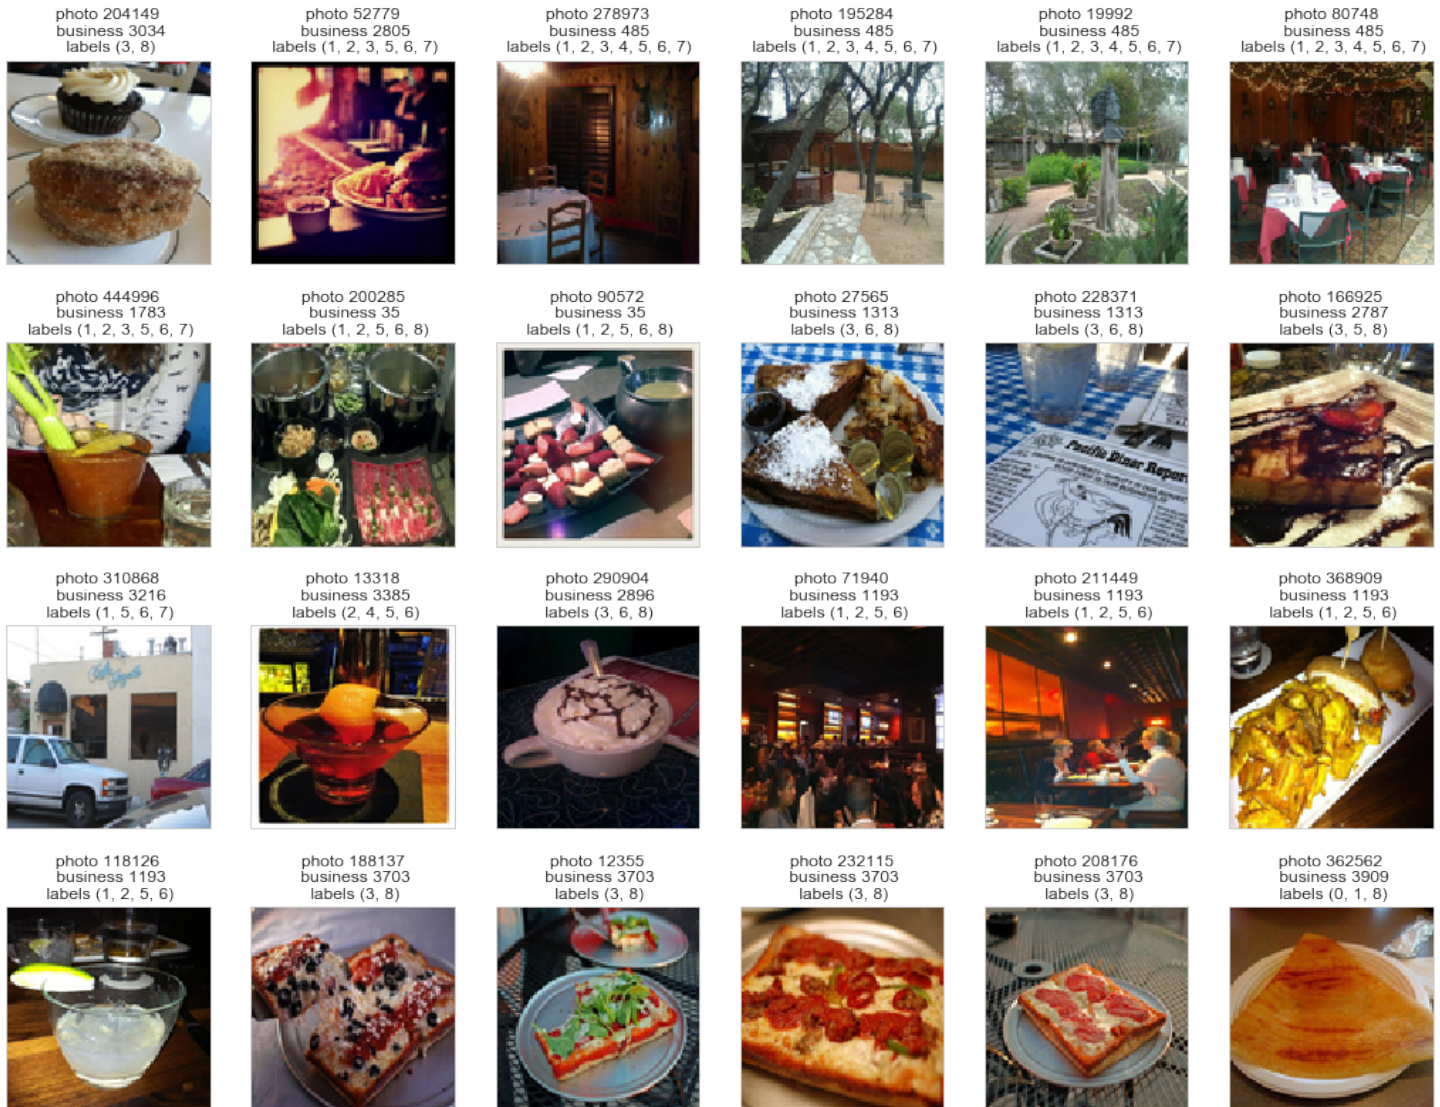 photo 204149
business 3034
labels (3, 8)
photo 52779
business 2805
labels (1, 2, 3, 5, 6, 7)
photo 278973
business 485
labels (1, 2, 3, 4, 5, 6, 7)
photo 195284
business 485
labels (1, 2, 3, 4, 5, 6, 7)
photo 19992
business 485
labels (1, 2, 3, 4, 5, 6, 7)
photo 80748
business 485
labels (1, 2, 3, 4, 5, 6, 7)
photo 444996
business 1783
labels (1, 2, 3, 5, 6, 7)
photo 200285
business 35
labels (1, 2, 5, 6, 8)
photo 90572
business 35
labels (1, 2, 5, 6, 8)
photo 27565
business 1313
labels (3, 6, 8)
photo 228371
business 1313
labels (3, 6, 8)
Pacific Diner Repor
photo 166925
business 2787
labels (3, 5, 8)
photo 310868
business 3216
labels (1, 5, 6, 7)
photo 13318
business 3385
labels (2, 4, 5, 6)
photo 290904
business 2896
labels (3, 6, 8)
photo 71940
business 1193
labels (1, 2, 5, 6)
photo 211449
business 1193
labels (1, 2, 5, 6)
photo 368909
business 1193
labels (1, 2, 5, 6)
photo 118126
business 1193
labels (1, 2, 5, 6)
photo 188137
business 3703
labels (3, 8)
photo 12355
business 3703
labels (3, 8)
photo 232115
business 3703
labels (3, 8)
photo 208176
business 3703
labels (3, 8)
photo 362562
business 3909
labels (0, 1, 8)